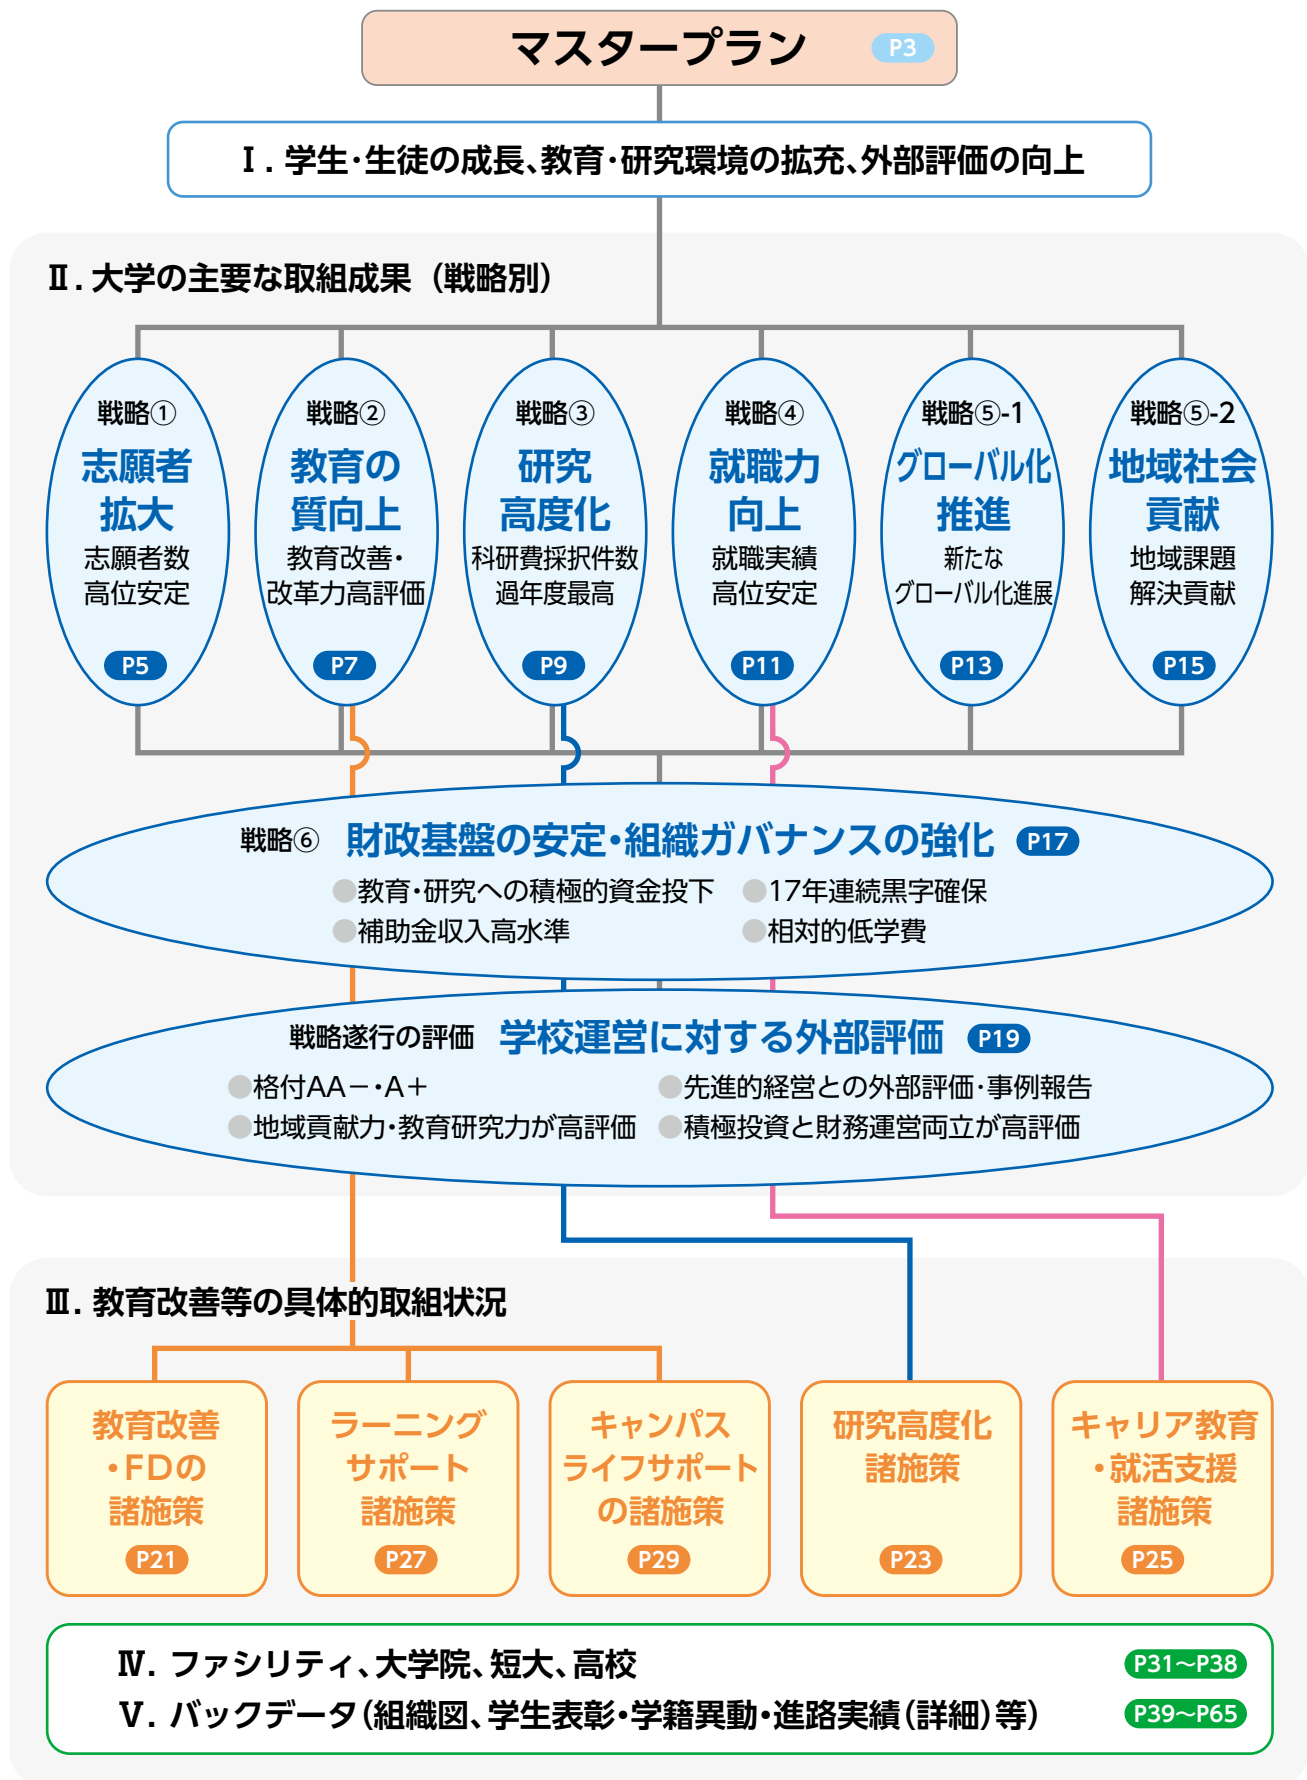 マスタープラン P3
Ⅰ. 学生・生徒の成長、教育・研究環境の拡充、外部評価の向上
Ⅱ. 大学の主要な取組成果（戦略別）
戦略①
志願者
拡大
志願者数
高位安定
P5
戦略②
教育の
質向上
教育改善・
改革力高評価
P7
戦略③
研究
高度化
科研費採択件数
過年度最高
P9
戦略④
就職力
向上
就職実績
高位安定
P11
戦略⑤-1
グローバル化
推進
新たな
グローバル化進展
P13
戦略⑤-2
地域社会
貢献
地域課題
解決貢献
P15
戦略⑥ 財政基盤の安定・組織ガバナンスの強化 P17
●教育・研究への積極的資金投下 ●17年連続黒字確保
●補助金収入高水準 ●相対的低学費
戦略遂行の評価 学校運営に対する外部評価 P19
●格付AA－・A＋ ●先進的経営との外部評価・事例報告
●地域貢献力・教育研究力が高評価 ●積極投資と財務運営両立が高評価
Ⅲ. 教育改善等の具体的取組状況
教育改善
・FDの
諸施策
P21
ラーニング
サポート
諸施策
P27
キャンパス
ライフサポート
の諸施策
P29
研究高度化
諸施策
P23
キャリア教育
・就活支援
諸施策
P25
Ⅳ. ファシリティ、大学院、短大、高校 P31～P38
Ⅴ. バックデータ（組織図、学生表彰・学籍異動・進路実績（詳細）等） P39～P65